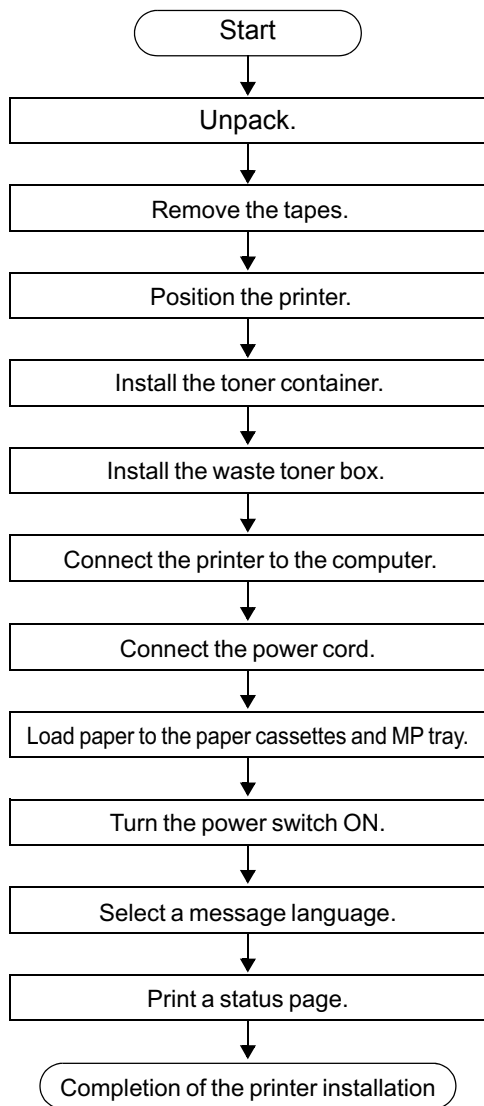 Start
Unpack.
Remove the tapes.
Position the printer.
Install the toner container.
Install the waste toner box.
Connect the printer to the computer.
Connect the power cord.
Load paper to the paper cassettes and MP tray.
Turn the power switch ON.
Select a message language.
Print a status page.
Completion of the printer installation